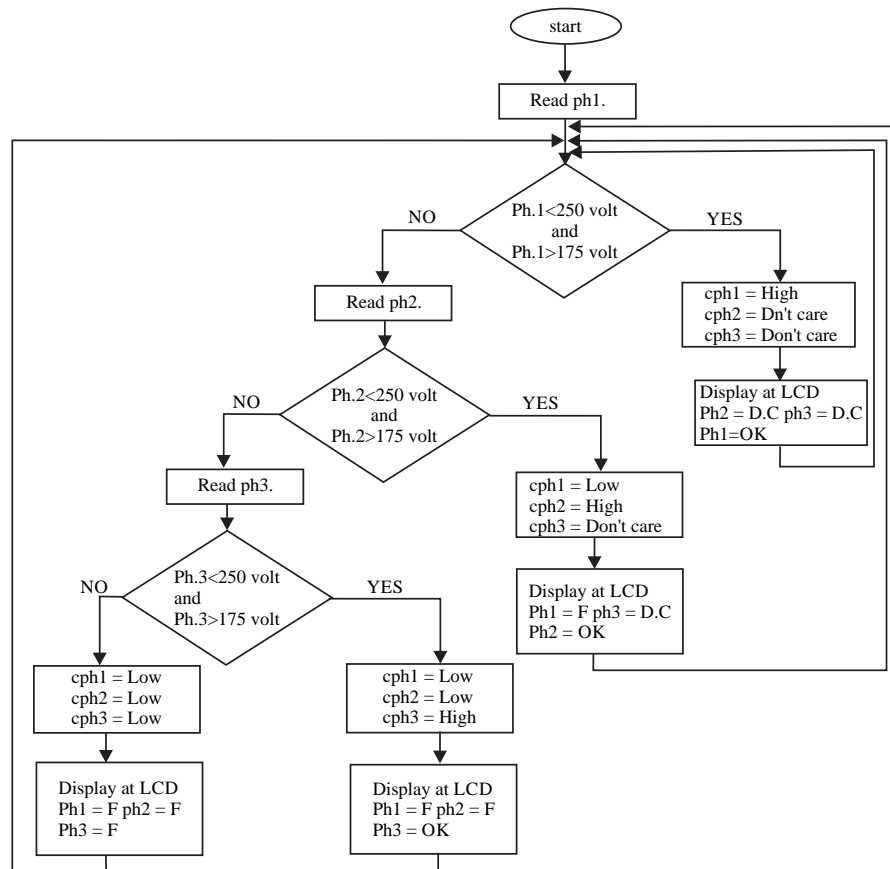 start
Read ph1.
Ph.1<250 volt
and
Ph.1>175 volt
NO
YES
Read ph2.
cph1 = High
cph2 = Dn't care
cph3 = Don't care
Ph.2<250 volt
and
Ph.2>175 volt
NO
YES
Display at LCD
Ph2 = D.C ph3 = D.C
Ph1=OK
Read ph3.
cph1 = Low
cph2 = High
cph3 = Don't care
Ph.3<250 volt
and
Ph.3>175 volt
NO
YES
Display at LCD
Ph1 = F ph3 = D.C
Ph2 = OK
cph1 = Low
cph2 = Low
cph3 = Low
cph1 = Low
cph2 = Low
cph3 = High
Display at LCD
Ph1 = F ph2 = F
Ph3 = F
Display at LCD
Ph1 = F ph2 = F
Ph3 = OK